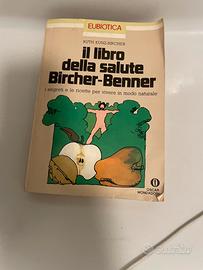 EUBIOTICA
RUTH KUNZ-BIRCHER
il libro
della salute
Bircher-Benner
i segreti e le ricette per vivere in modo naturale
OSCAR
MONDADORI
subito